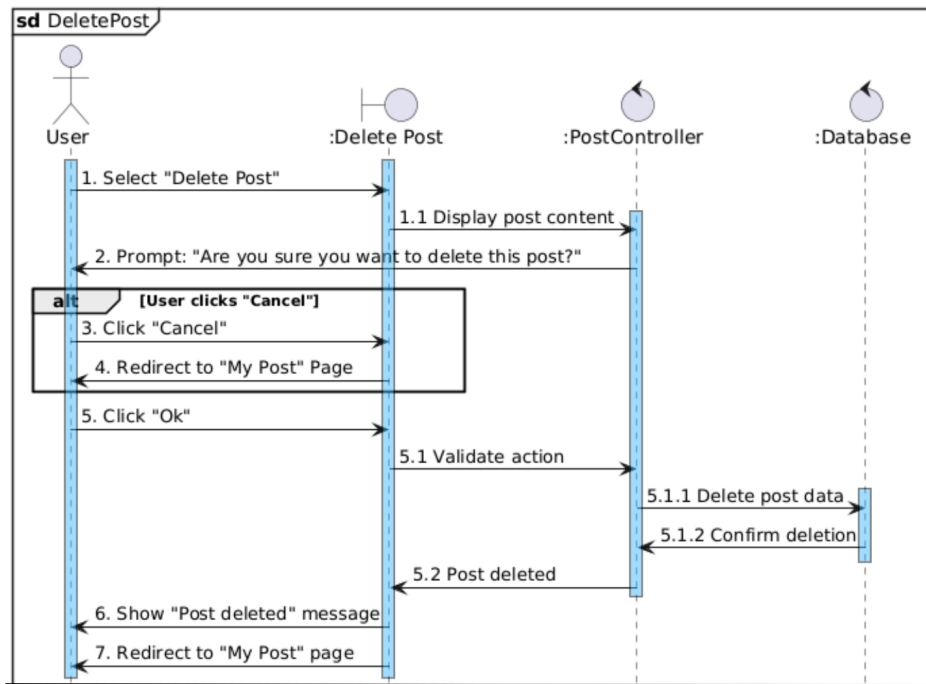 sd DeletePost
User
:Delete Post
:PostController
:Database
1. Select "Delete Post"
1.1 Display post content
2. Prompt: "Are you sure you want to delete this post?"
alt
[User clicks "Cancel"]
3. Click "Cancel"
4. Redirect to "My Post" Page
5. Click "Ok"
5.1 Validate action
5.1.1 Delete post data
5.1.2 Confirm deletion
5.2 Post deleted
6. Show "Post deleted" message
7. Redirect to "My Post" page